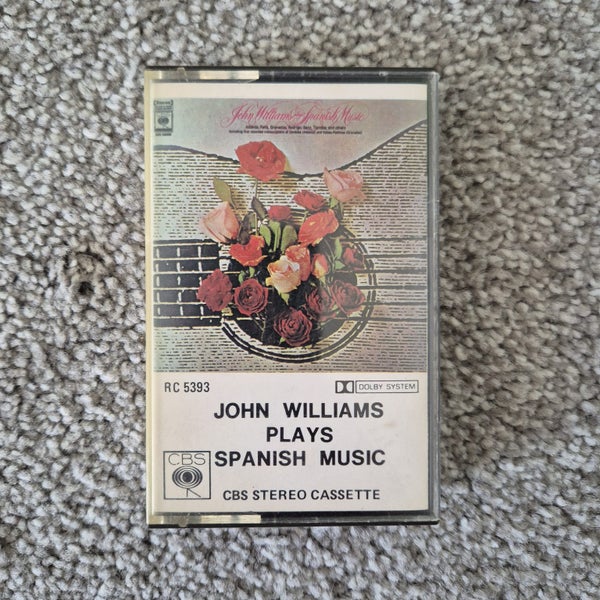 John Williams Plays Spanish Music
RC 5393
DOLBY SYSTEM
JOHN WILLIAMS
PLAYS
SPANISH MUSIC
CBS
CBS STEREO CASSETTE